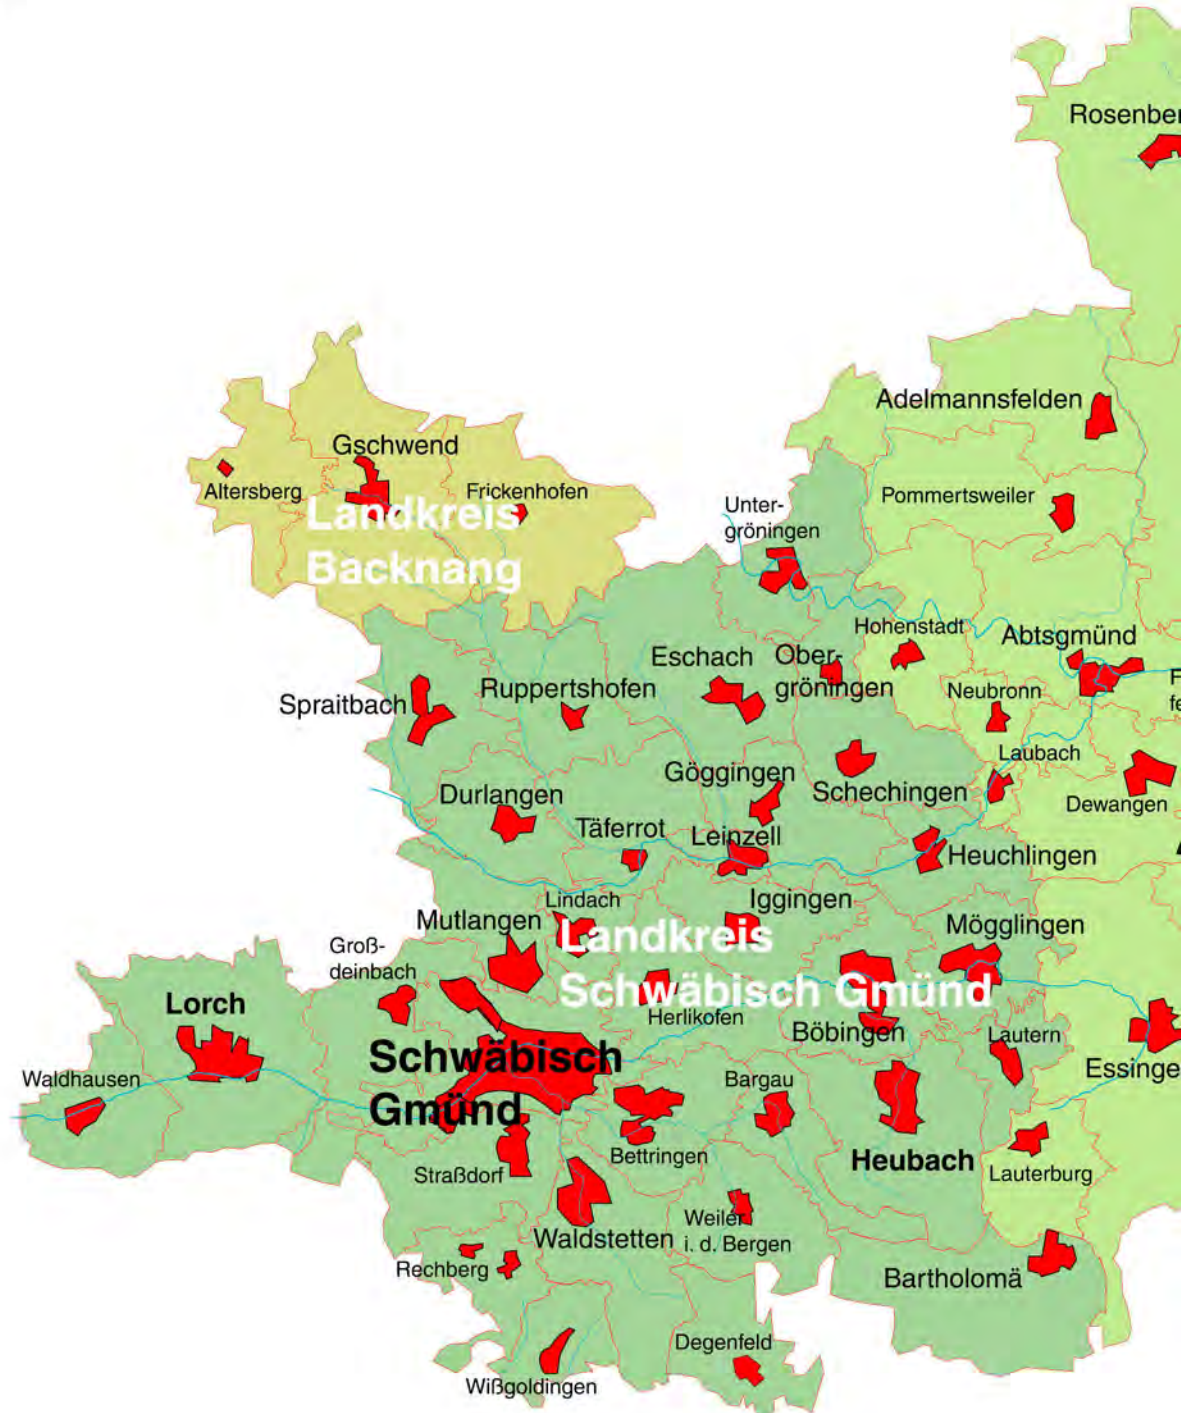 Rosenber
Adelmannsfelden
Gschwend
Altersberg
Frickenhofen
Pommertsweiler
Landkreis
Backnang
Unter-
gröningen
Hohenstadt
Abtsgmünd
Eschach
Ober-
gröningen
Ruppertshofen
Spraitbach
Neubronn
F
fe
Laubach
Göggingen
Schechingen
Durlangen
Dewangen
Täferrot
Leinzell
Heuchlingen
Lindach
Iggingen
Mutlangen
Mögglingen
Groß-
deinbach
Landkreis
Schwäbisch Gmünd
Lorch
Herlikofen
Böbingen
Lautern
Schwäbisch
Gmünd
Waldhausen
Bargau
Essinge
Bettringen
Heubach
Straßdorf
Lauterburg
Weiler
i. d. Bergen
Waldstetten
Rechberg
Bartholomä
Degenfeld
Wißgoldingen